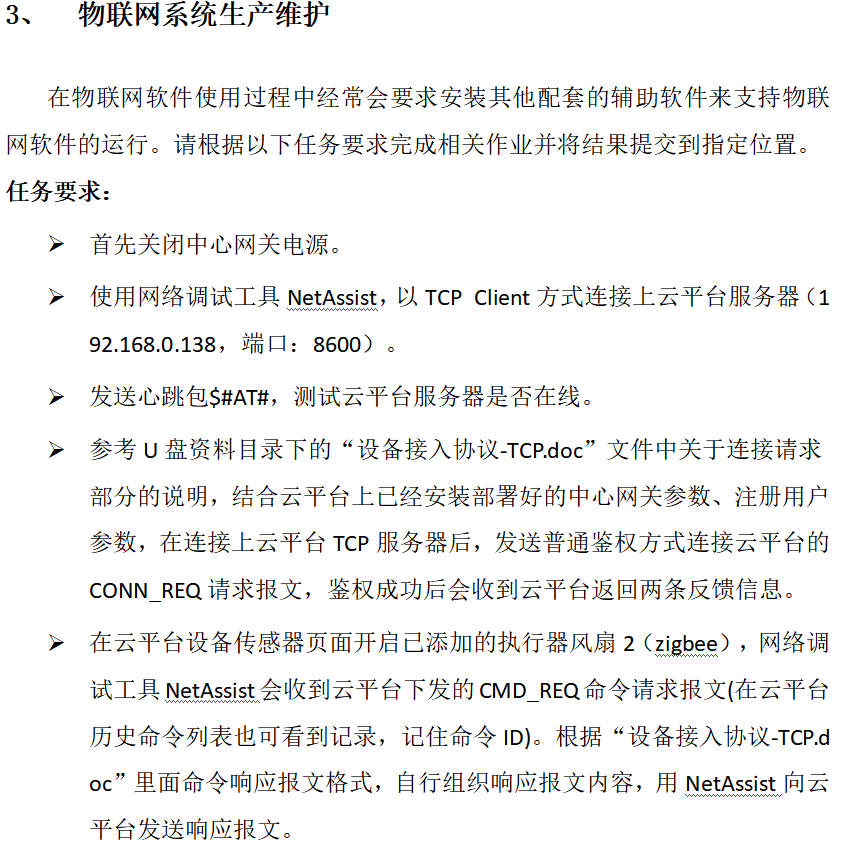 3、 物联网系统生产维护
在物联网软件使用过程中经常会要求安装其他配套的辅助软件来支持物联
网软件的运行。请根据以下任务要求完成相关作业并将结果提交到指定位置。
任务要求：
➢ 首先关闭中心网关电源。
➢ 使用网络调试工具 NetAssist，以 TCP Client 方式连接上云平台服务器（1
92.168.0.138，端口：8600）。
➢ 发送心跳包$#AT#，测试云平台服务器是否在线。
➢ 参考 U 盘资料目录下的“设备接入协议-TCP.doc”文件中关于连接请求
部分的说明，结合云平台上已经安装部署好的中心网关参数、注册用户
参数，在连接上云平台 TCP 服务器后，发送普通鉴权方式连接云平台的
CONN_REQ 请求报文，鉴权成功后会收到云平台返回两条反馈信息。
➢ 在云平台设备传感器页面开启已添加的执行器风扇 2（zigbee），网络调
试工具 NetAssist 会收到云平台下发的 CMD_REQ 命令请求报文(在云平台
历史命令列表也可看到记录，记住命令 ID)。根据“设备接入协议-TCP.d
oc”里面命令响应报文格式，自行组织响应报文内容，用 NetAssist 向云
平台发送响应报文。